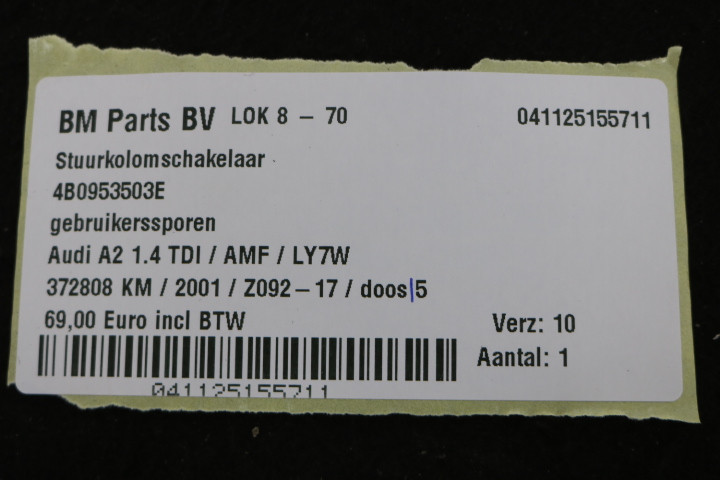 BM Parts BV LOK 8 – 70 041125155711
Stuurkolomschakelaar
4B0953503E
gebruikerssporen
Audi A2 1.4 TDI / AMF / LY7W
372808 KM / 2001 / Z092–17 / doos 5
69,00 Euro incl BTW Verz: 10
Aantal: 1
041125155711